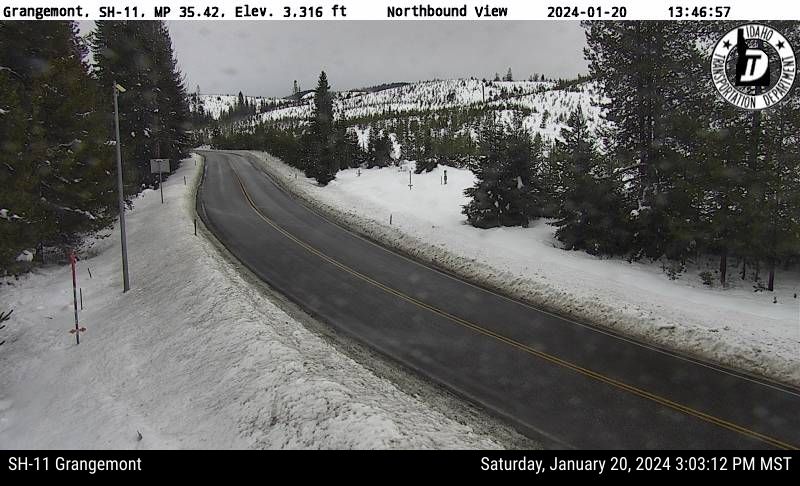 Grangemont, SH-11, MP 35.42, Elev. 3,316 ft Northbound View 2024-01-20 13:46:57
IDAHO
TRANSPORTATION DEPARTMENT
SH-11 Grangemont Saturday, January 20, 2024 3:03:12 PM MST